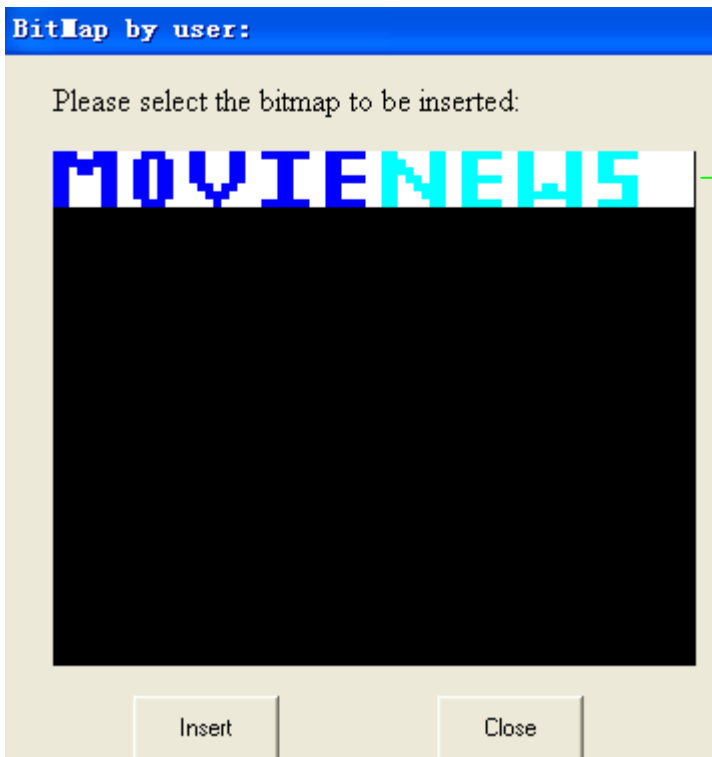 BitMap by user:
Please select the bitmap to be inserted:
MOVIENEWS
Insert
Close